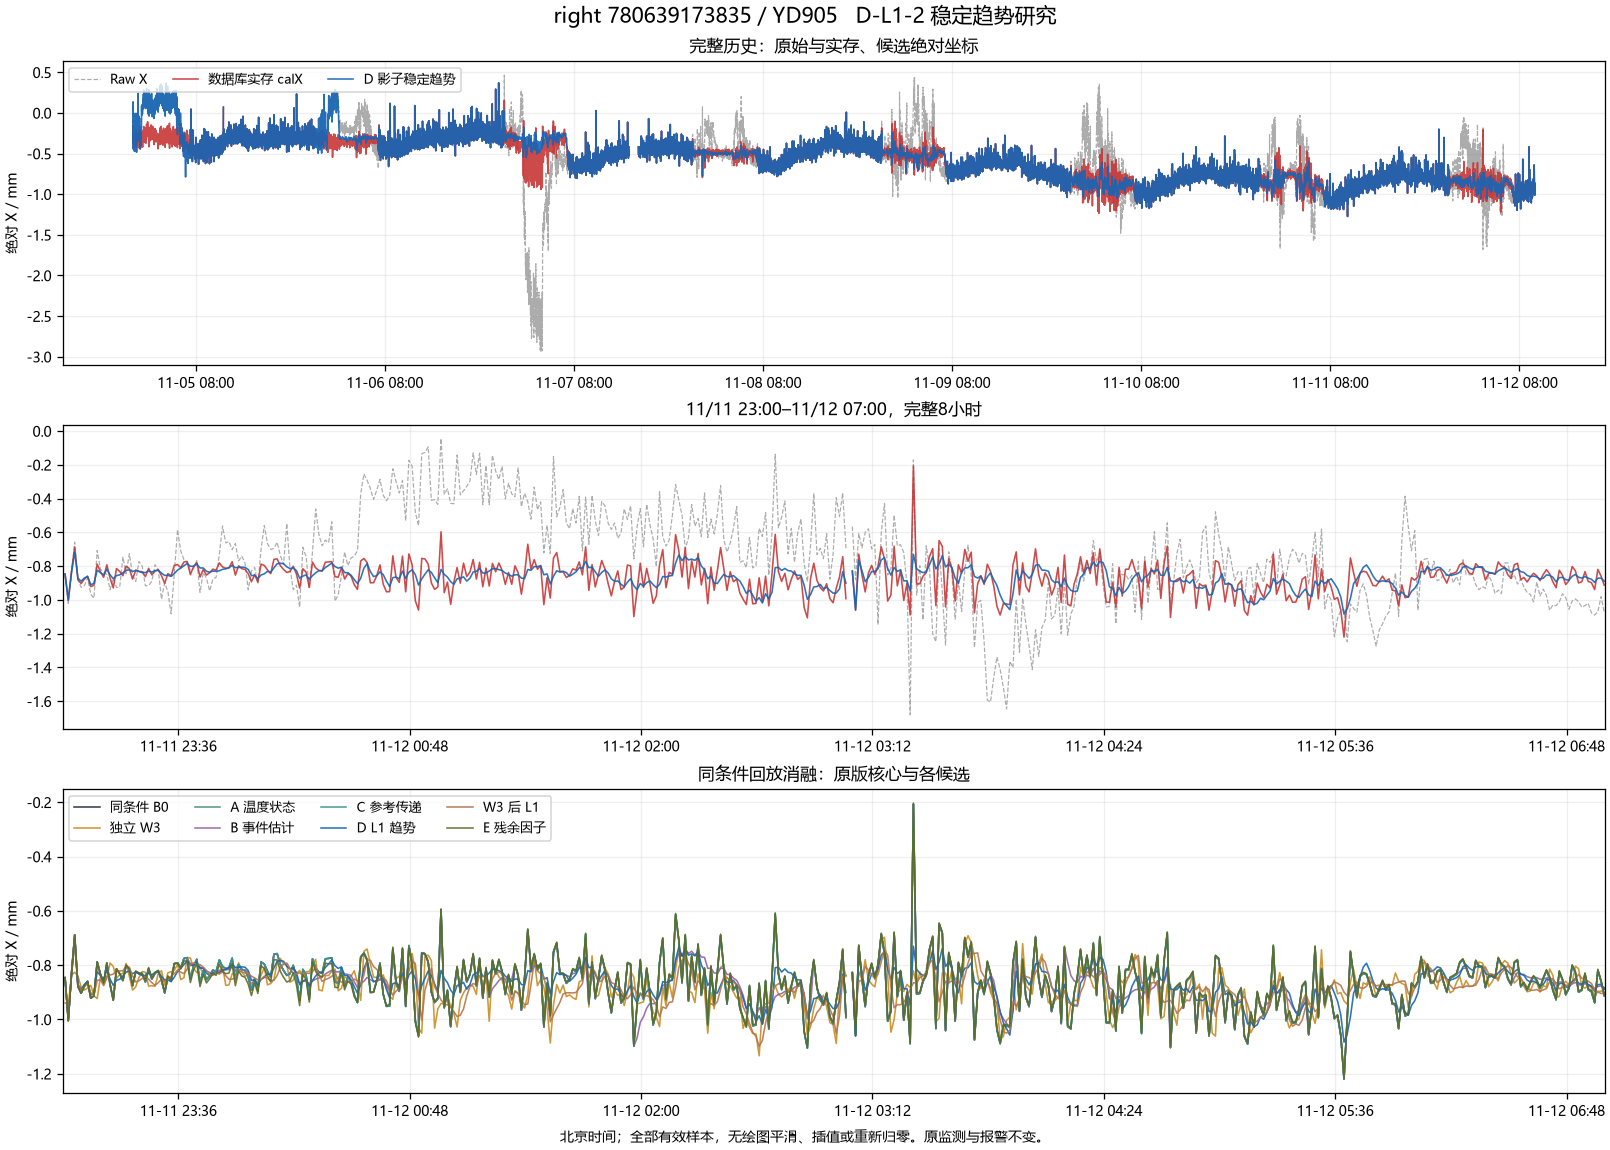 right 780639173835 / YD905   D-L1-2 稳定趋势研究
完整历史：原始与实存、候选绝对坐标
Raw X
数据库实存 calX
D 影子稳定趋势
绝对 X / mm
0.5
0.0
-0.5
-1.0
-1.5
-2.0
-2.5
-3.0
11-05 08:00
11-06 08:00
11-07 08:00
11-08 08:00
11-09 08:00
11-10 08:00
11-11 08:00
11-12 08:00
11/11 23:00–11/12 07:00，完整8小时
绝对 X / mm
0.0
-0.2
-0.4
-0.6
-0.8
-1.0
-1.2
-1.4
-1.6
11-11 23:36
11-12 00:48
11-12 02:00
11-12 03:12
11-12 04:24
11-12 05:36
11-12 06:48
同条件回放消融：原版核心与各候选
同条件 B0
A 温度状态
C 参考传递
W3 后 L1
独立 W3
B 事件估计
D L1 趋势
E 残余因子
绝对 X / mm
-0.2
-0.4
-0.6
-0.8
-1.0
-1.2
11-11 23:36
11-12 00:48
11-12 02:00
11-12 03:12
11-12 04:24
11-12 05:36
11-12 06:48
北京时间；全部有效样本，无绘图平滑、插值或重新归零。原监测与报警不变。